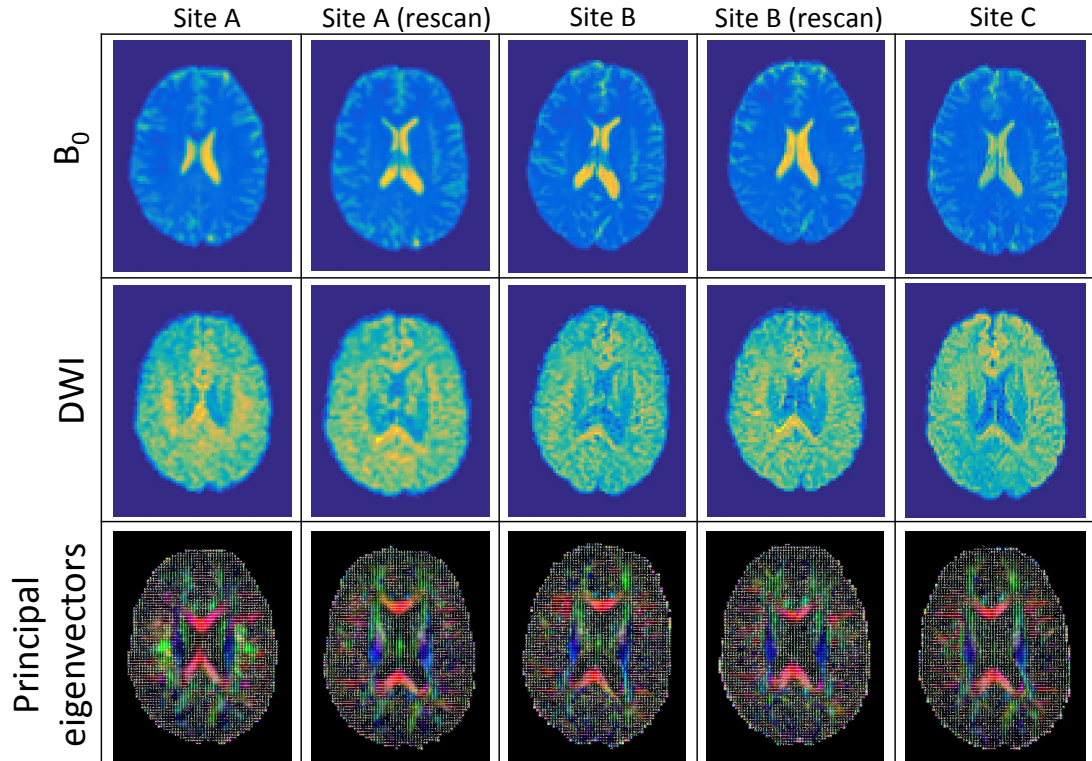 Site A
Site A (rescan)
Site B
Site B (rescan)
Site C
B0
DWI
Principal
eigenvectors